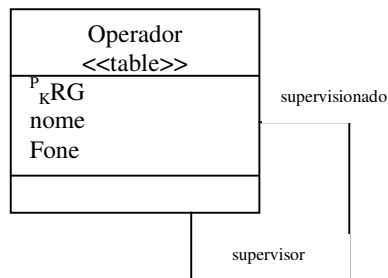 Operador
<<table>>
PKRG
nome
Fone
supervisionado
supervisor